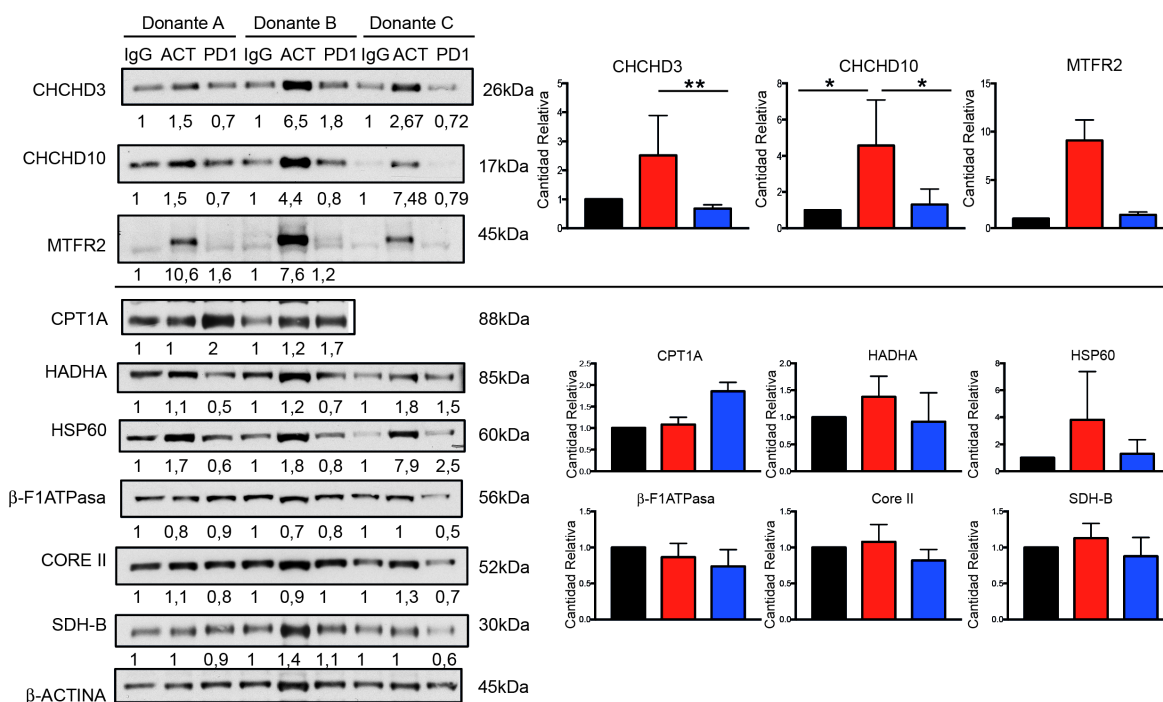 Donante A Donante B Donante C
IgG ACT PD1 IgG ACT PD1 IgG ACT PD1
CHCHD3 26kDa
1 1,5 0,7 1 6,5 1,8 1 2,67 0,72
CHCHD10 17kDa
1 1,5 0,7 1 4,4 0,8 1 7,48 0,79
MTFR2 45kDa
1 10,6 1,6 1 7,6 1,2
CPT1A 88kDa
1 1 2 1 1,2 1,7
HADHA 85kDa
1 1,1 0,5 1 1,2 0,7 1 1,8 1,5
HSP60 60kDa
1 1,7 0,6 1 1,8 0,8 1 7,9 2,5
β-F1ATPasa 56kDa
1 0,8 0,9 1 0,7 0,8 1 1 0,5
CORE II 52kDa
1 1,1 0,8 1 0,9 1 1 1,3 0,7
SDH-B 30kDa
1 1 0,9 1 1,4 1,1 1 1 0,6
β-ACTINA 45kDa
CHCHD3
**
Cantidad Relativa
5
4
3
2
1
0
CHCHD10
* *
Cantidad Relativa
8
6
4
2
0
MTFR2
Cantidad Relativa
15
10
5
0
CPT1A
Cantidad Relativa
2.5
2.0
1.5
1.0
0.5
0.0
HADHA
Cantidad Relativa
2.0
1.5
1.0
0.5
0.0
HSP60
Cantidad Relativa
8
6
4
2
0
β-F1ATPasa
Cantidad Relativa
1.5
1.0
0.5
0.0
Core II
Cantidad Relativa
1.5
1.0
0.5
0.0
SDH-B
Cantidad Relativa
1.5
1.0
0.5
0.0